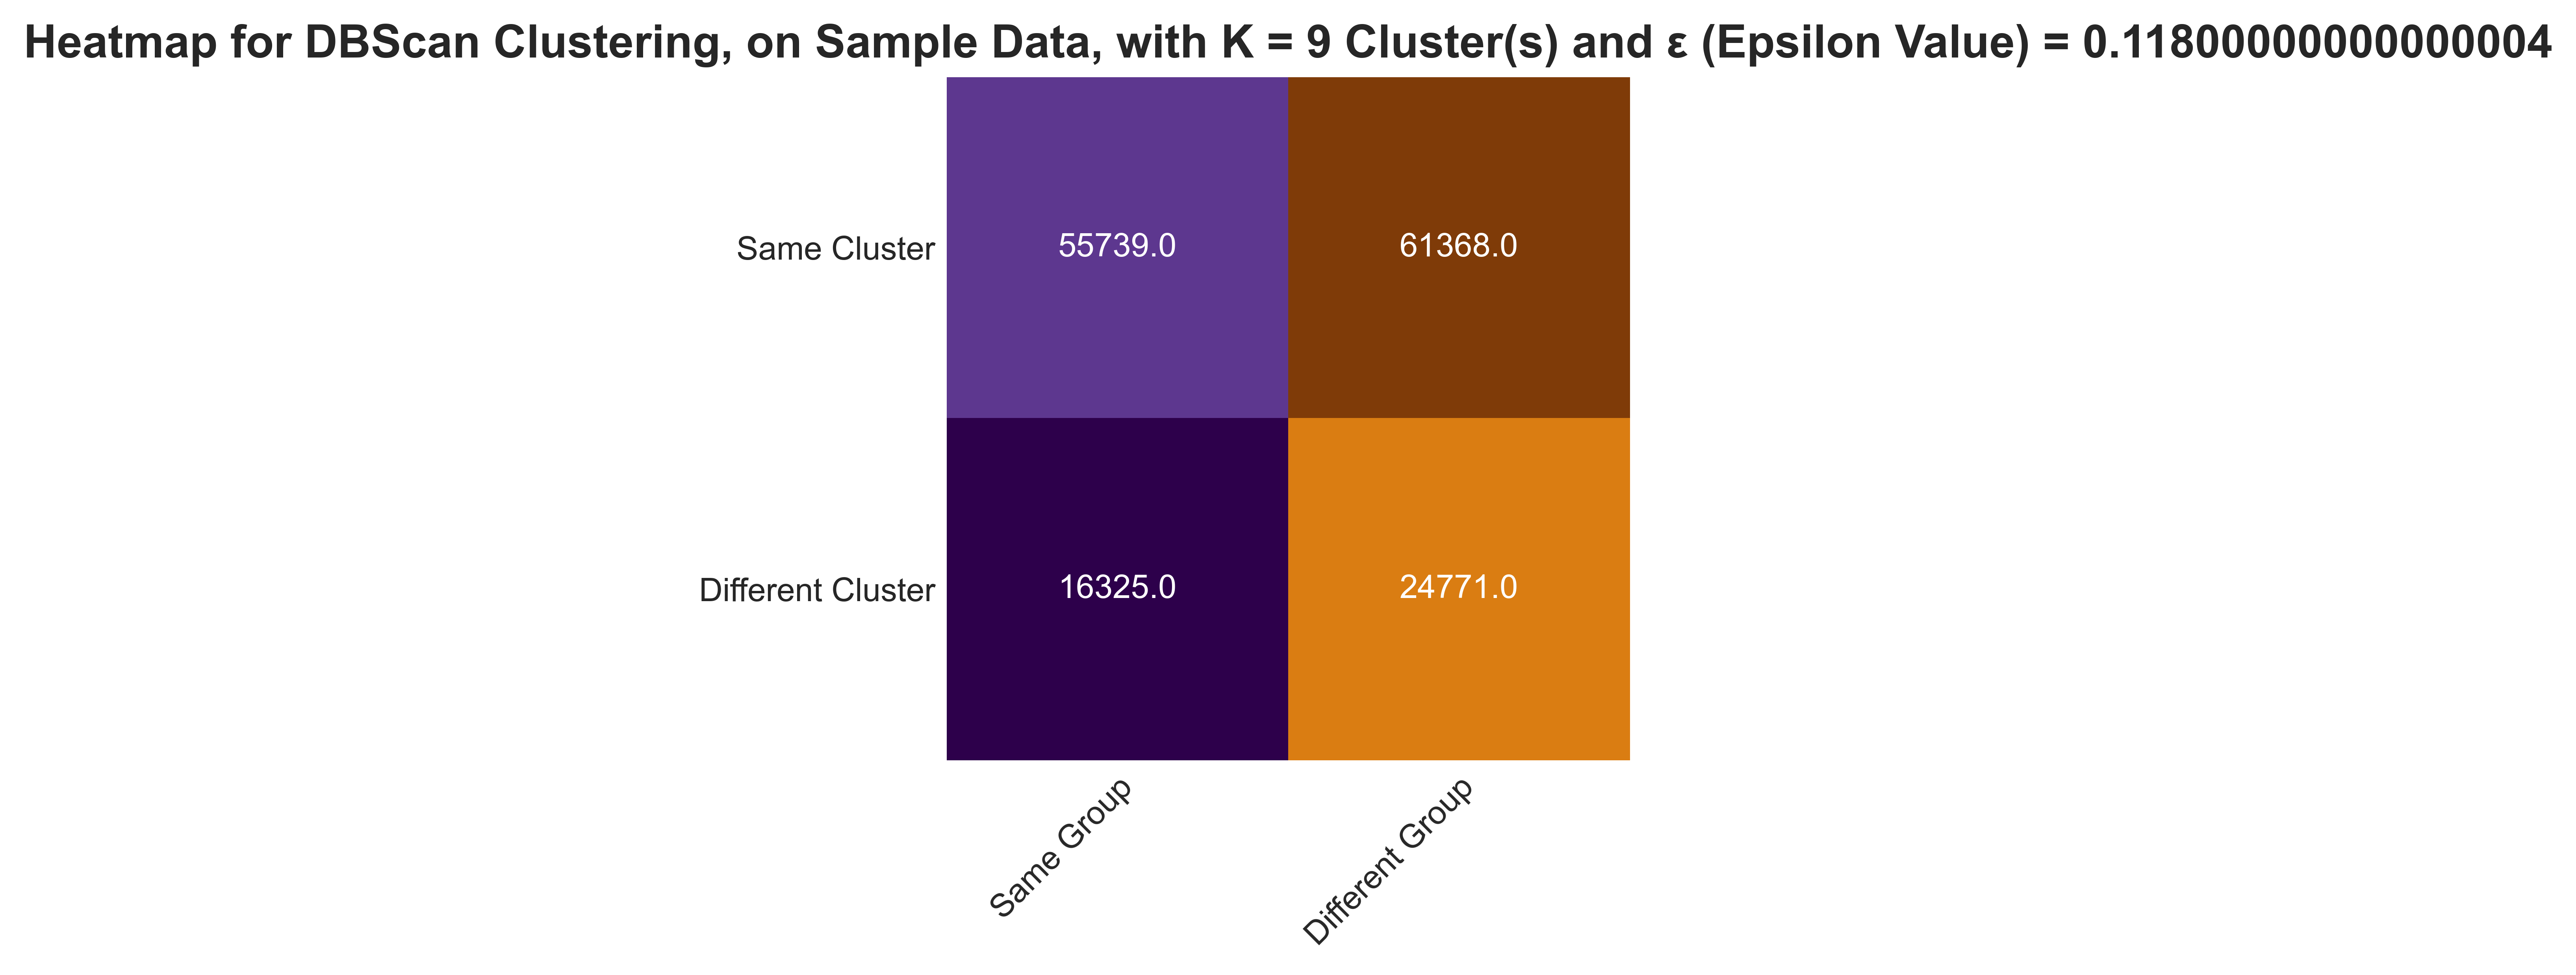 Heatmap for DBScan Clustering, on Sample Data, with K = 9 Cluster(s) and ε (Epsilon Value) = 0.11800000000000004
Same Cluster
55739.0
61368.0
Different Cluster
16325.0
24771.0
Same Group
Different Group